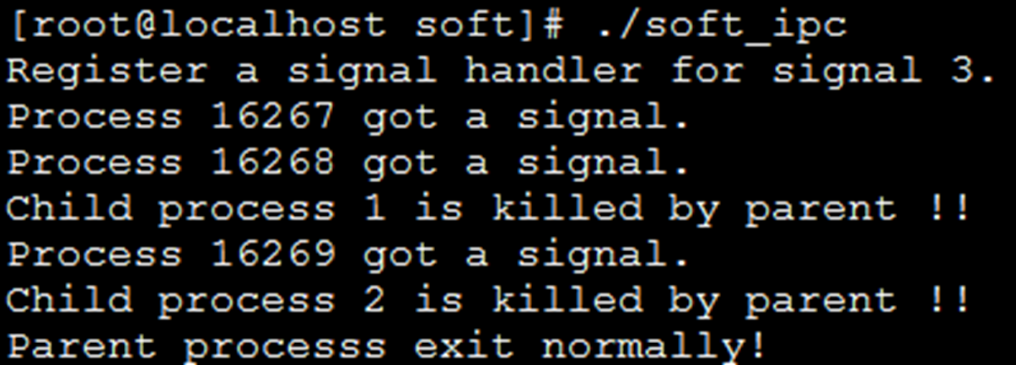 [root@localhost soft]# ./soft_ipc
Register a signal handler for signal 3.
Process 16267 got a signal.
Process 16268 got a signal.
Child process 1 is killed by parent !!
Process 16269 got a signal.
Child process 2 is killed by parent !!
Parent processs exit normally!